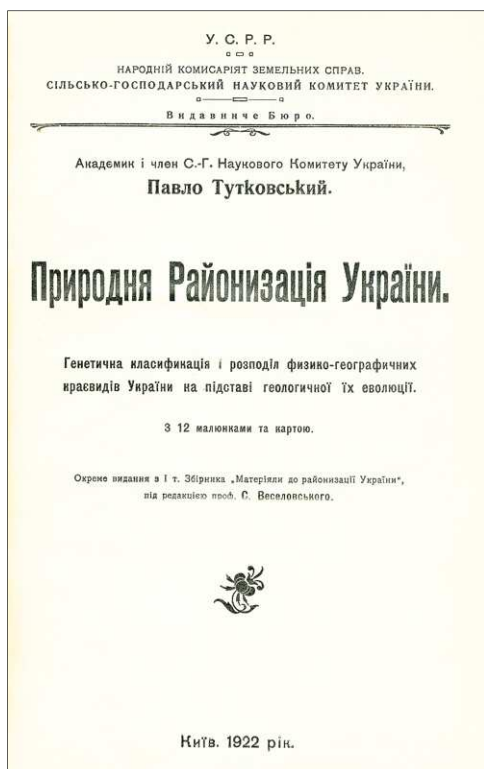 У. С. Р. Р.
НАРОДНІЙ КОМИСАРІЯТ ЗЕМЕЛЬНИХ СПРАВ.
СІЛЬСЬКО-ГОСПОДАРСЬКИЙ НАУКОВИЙ КОМИТЕТ УКРАЇНИ.
Видавниче Бюро.
Академик і член С.-Г. Наукового Комитету України,
Павло Тутковський.
Природня Районизація України.
Генетична класификація і розподіл физико-географичних
краєвидів України на підставі геологичної їх еволюції.
З 12 малюнками та картою.
Окреме видання з І т. Збірника „Матеріяли до районизації України“,
під редакцією проф. С. Веселовського.
Київ. 1922 рік.